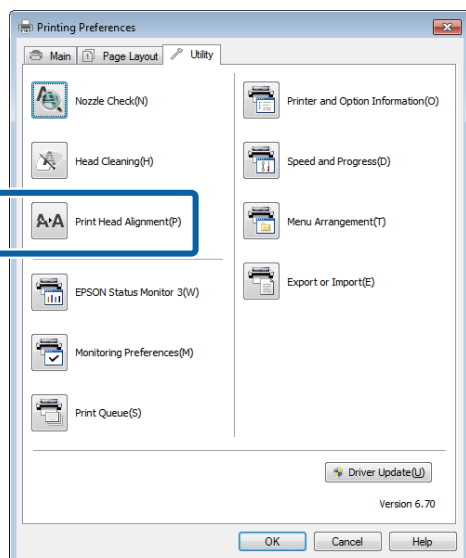 Printing Preferences
Main
Page Layout
Utility
Nozzle Check(N)
Head Cleaning(H)
Print Head Alignment(P)
EPSON Status Monitor 3(W)
Monitoring Preferences(M)
Print Queue(S)
Printer and Option Information(O)
Speed and Progress(D)
Menu Arrangement(T)
Export or Import(E)
Driver Update(U)
Version 6.70
OK Cancel Help